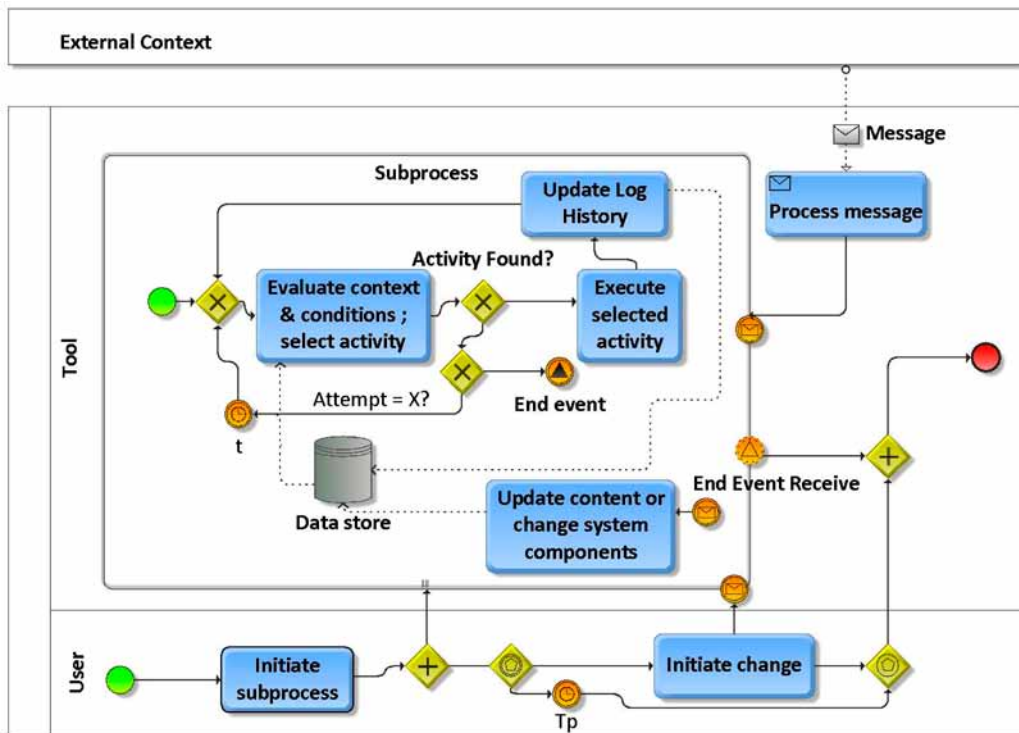 External Context
Message
Process message
Tool
Subprocess
Update Log
History
Activity Found?
Evaluate context
& conditions ;
select activity
Execute
selected
activity
Attempt = X?
End event
t
Data store
End Event Receive
Update content or
change system
components
User
Initiate
subprocess
Initiate change
Tp